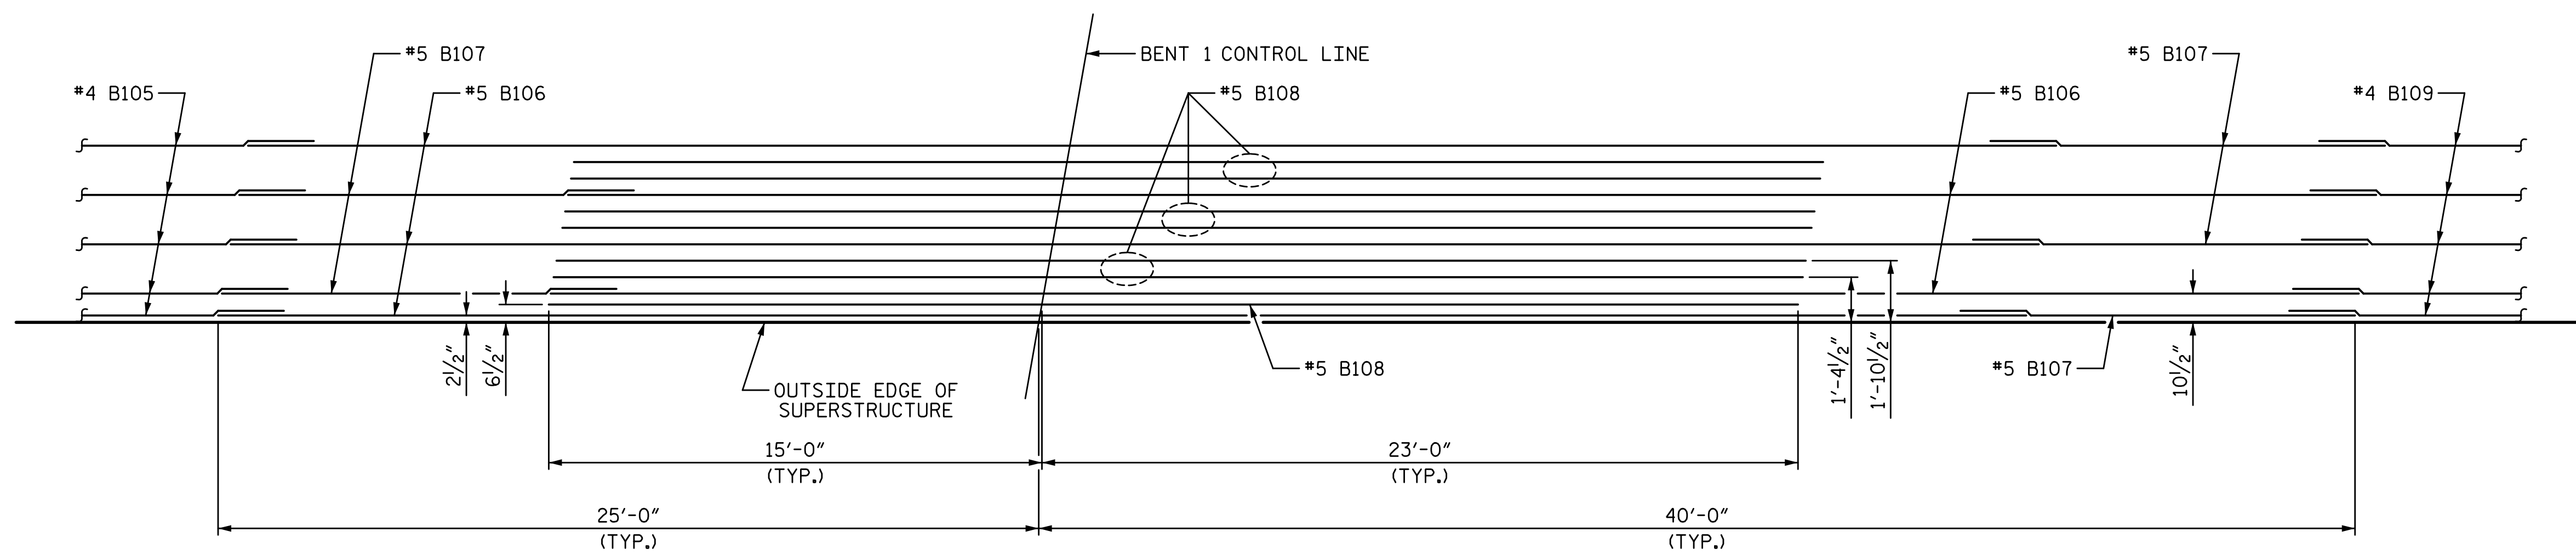 #5 B107
BENT 1 CONTROL LINE
#5 B107
#4 B105
#5 B106
#5 B108
#5 B106
#4 B109
2½"
6½"
#5 B108
1'-4½"
1'-10½"
#5 B107
10½"
OUTSIDE EDGE OF
SUPERSTRUCTURE
15'-0"
(TYP.)
23'-0"
(TYP.)
25'-0"
(TYP.)
40'-0"
(TYP.)